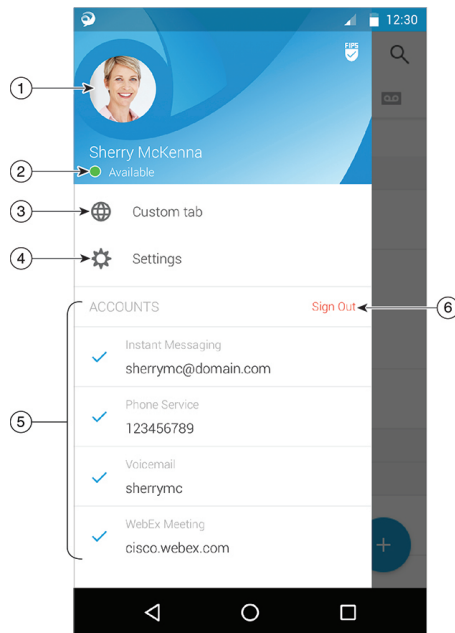 12:30
FIPS
1
Sherry McKenna
2
Available
3
Custom tab
4
Settings
ACCOUNTS
Sign Out
6
Instant Messaging
sherrymc@domain.com
5
Phone Service
123456789
Voicemail
sherrymc
WebEx Meeting
cisco.webex.com
+